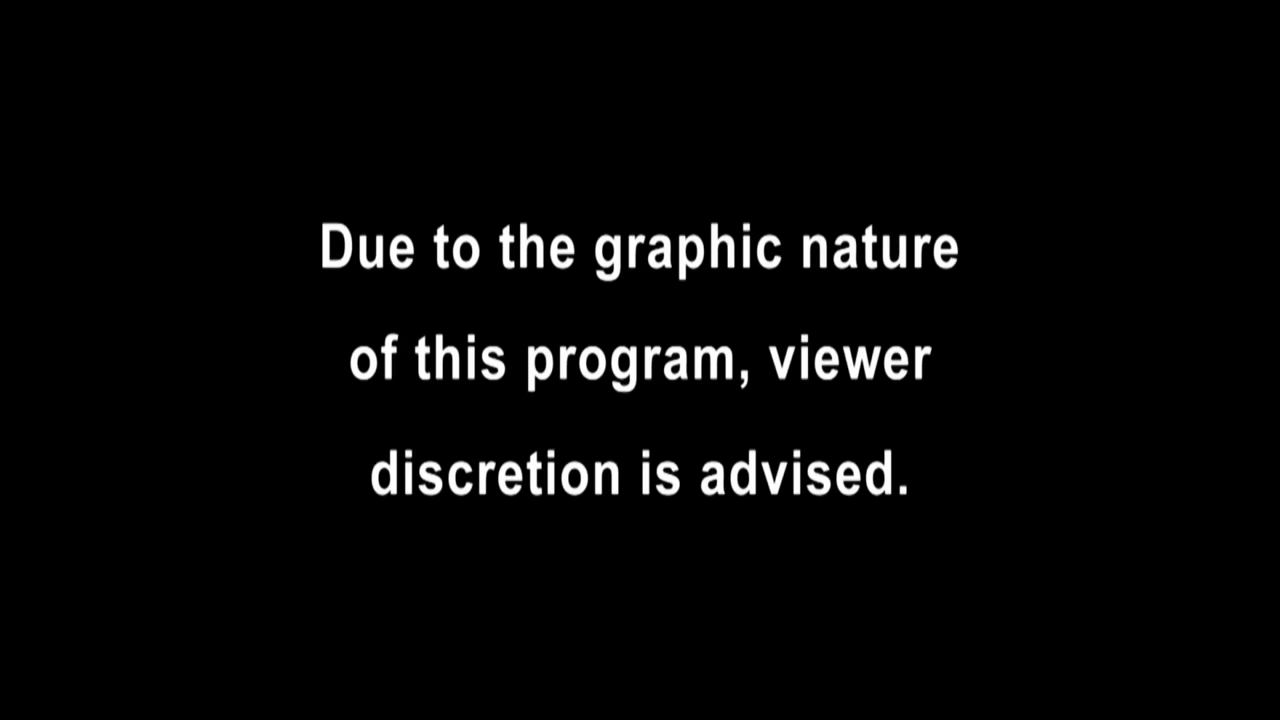 Due to the graphic nature
of this program, viewer
discretion is advised.